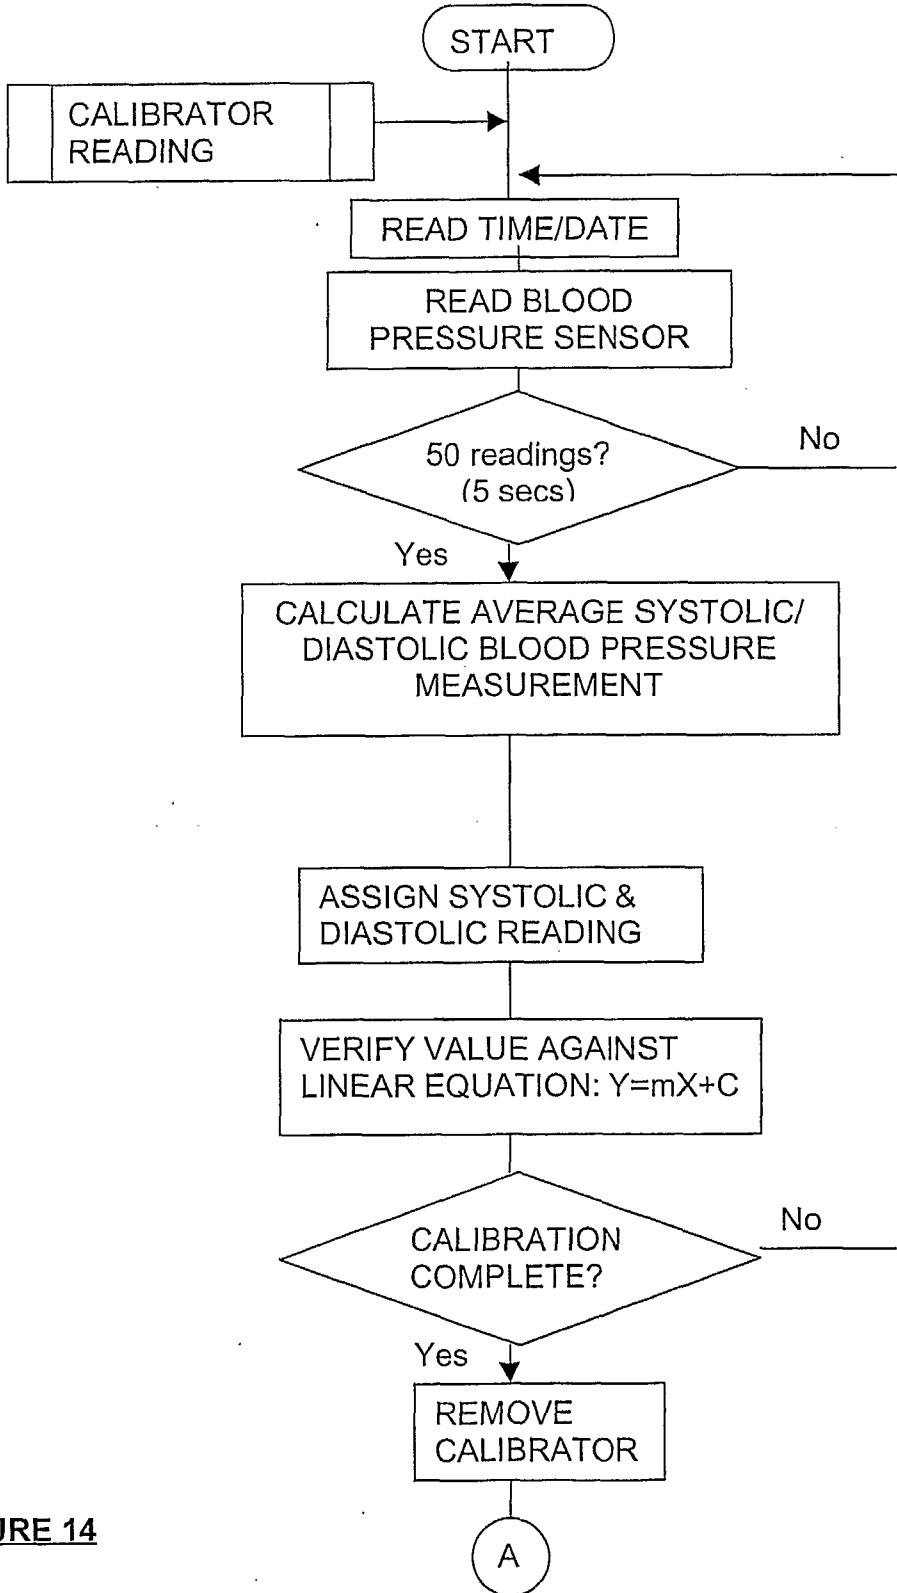 START
CALIBRATOR
READING
READ TIME/DATE
READ BLOOD
PRESSURE SENSOR
50 readings?
(5 secs)
No
Yes
CALCULATE AVERAGE SYSTOLIC/
DIASTOLIC BLOOD PRESSURE
MEASUREMENT
ASSIGN SYSTOLIC &
DIASTOLIC READING
VERIFY VALUE AGAINST
LINEAR EQUATION: Y=mX+C
CALIBRATION
COMPLETE?
No
Yes
REMOVE
CALIBRATOR
URE 14
A